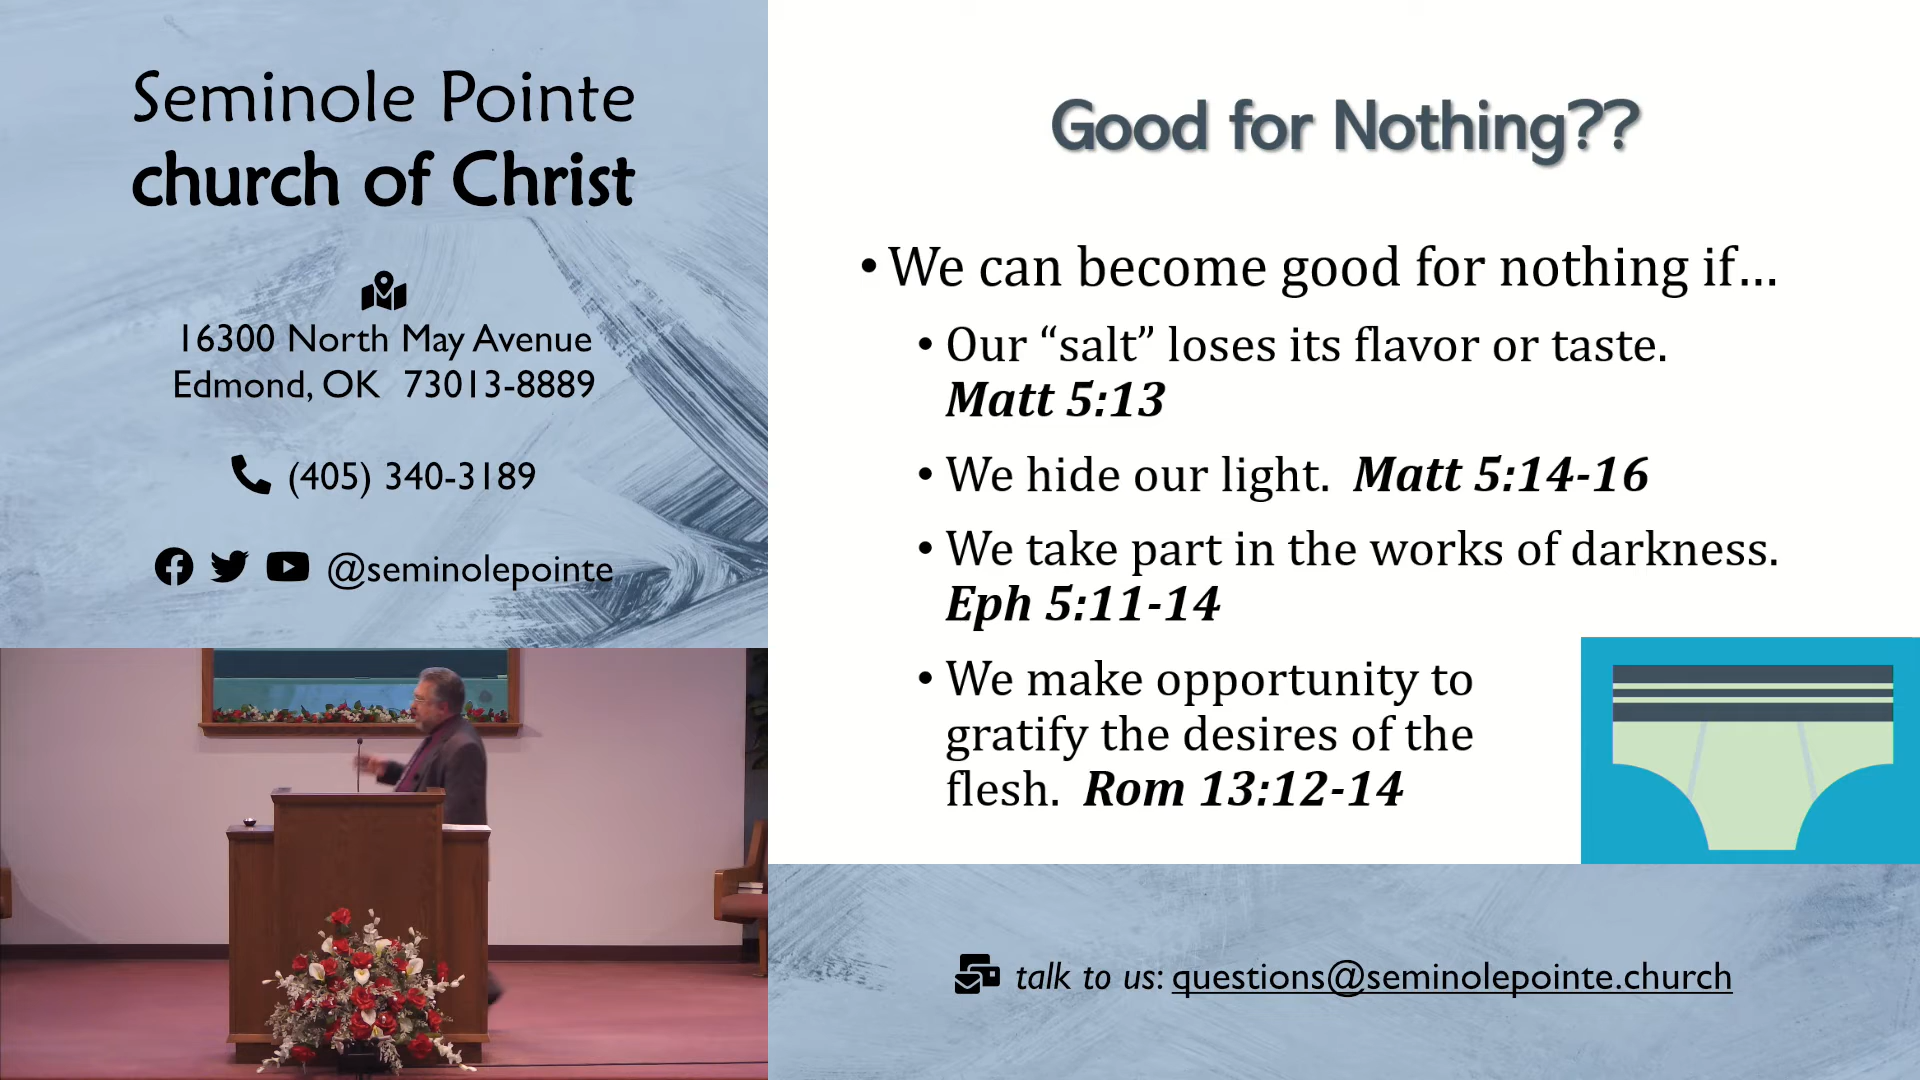 Seminole Pointe
church of Christ
16300 North May Avenue
Edmond, OK 73013-8889
(405) 340-3189
@seminolepointe
Good for Nothing??
• We can become good for nothing if...
• Our “salt” loses its flavor or taste.
Matt 5:13
• We hide our light. Matt 5:14-16
• We take part in the works of darkness.
Eph 5:11-14
• We make opportunity to
gratify the desires of the
flesh. Rom 13:12-14
talk to us: questions@seminolepointe.church